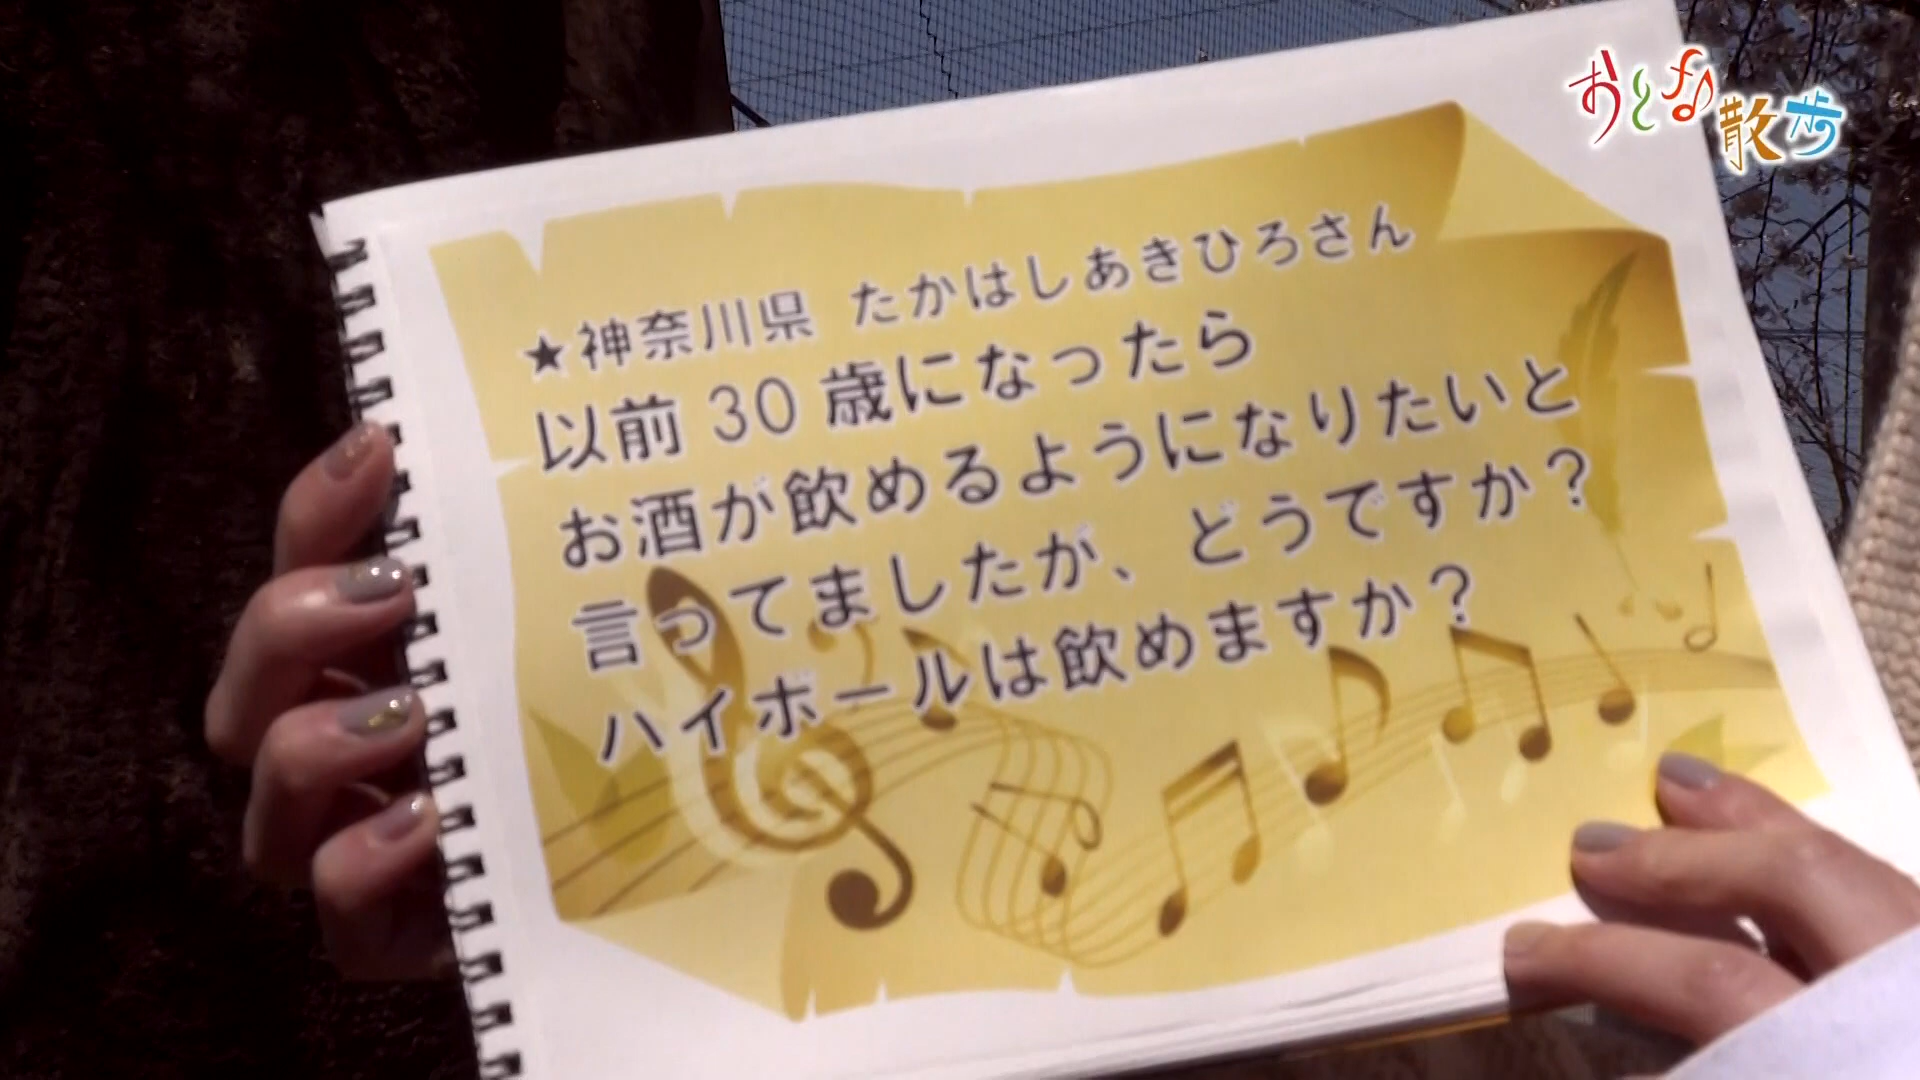 おとな散歩
★神奈川県 たかはしあきひろさん
以前30歳になったら
お酒が飲めるようになりたいと
言ってましたが、どうですか？
ハイボールは飲めますか？